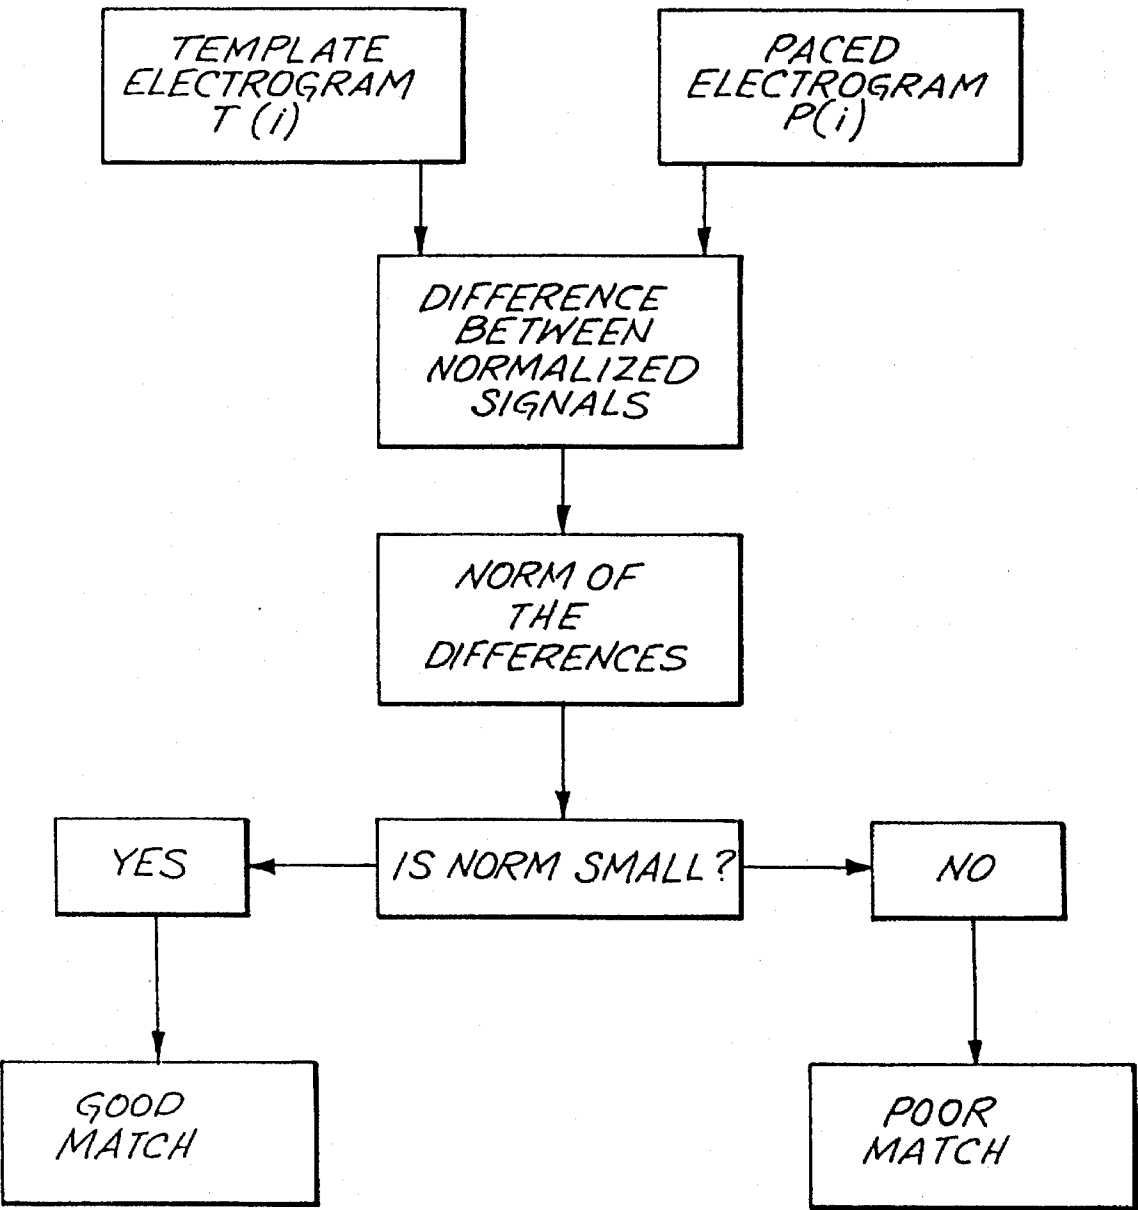 TEMPLATE
ELECTROGRAM
T (i)
PACED
ELECTROGRAM
P(i)
DIFFERENCE
BETWEEN
NORMALIZED
SIGNALS
NORM OF
THE
DIFFERENCES
YES
IS NORM SMALL?
NO
GOOD
MATCH
POOR
MATCH